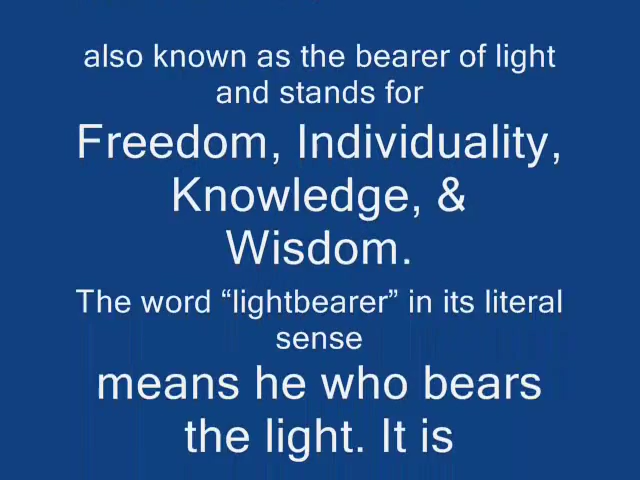 also known as the bearer of light
and stands for
Freedom, Individuality,
Knowledge, &
Wisdom.
The word “lightbearer” in its literal
sense
means he who bears
the light. It is